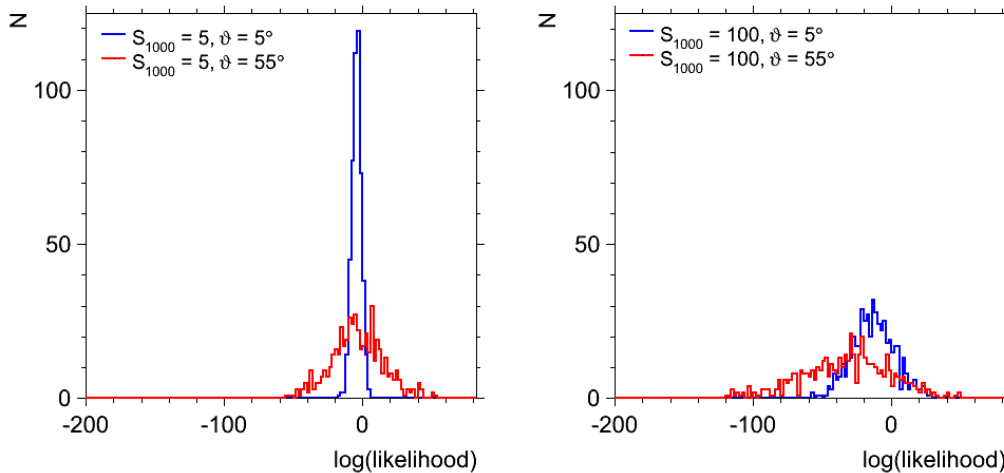 N
S1000 = 5, ϑ = 5°
S1000 = 5, ϑ = 55°
100
50
0
-200 -100 0
log(likelihood)
N
S1000 = 100, ϑ = 5°
S1000 = 100, ϑ = 55°
100
50
0
-200 -100 0
log(likelihood)